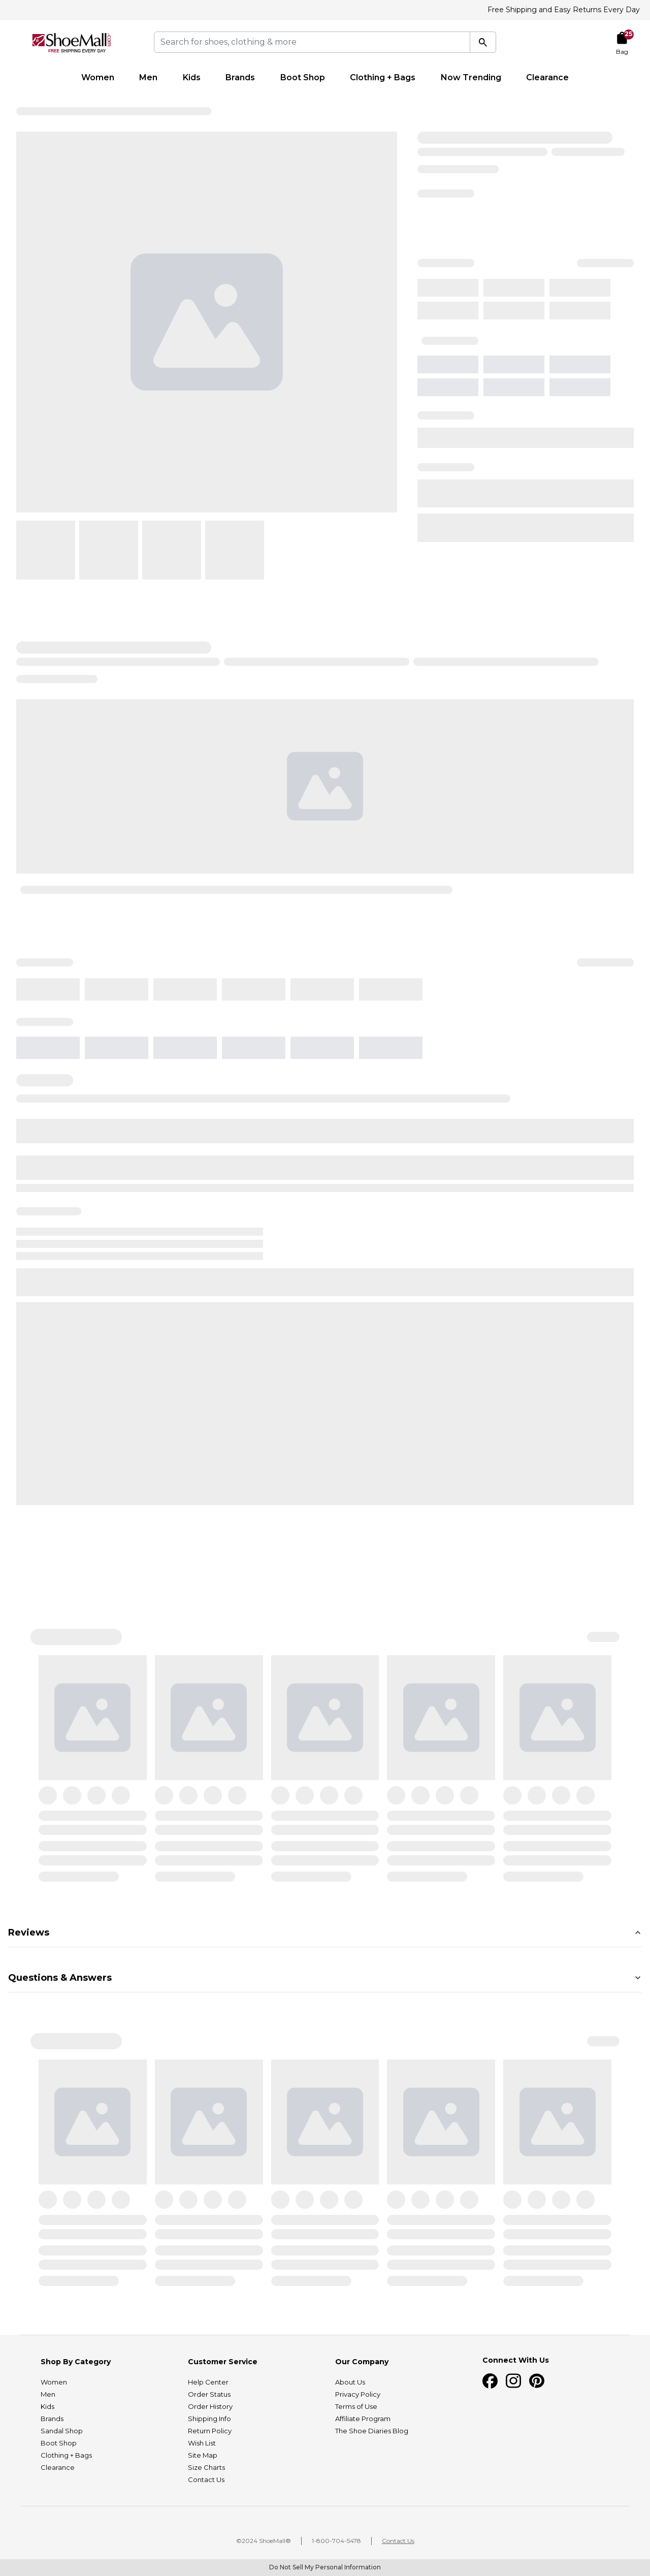 Free Shipping and Easy Returns Every Day
ShoeMall
FREE SHIPPING EVERY DAY
Search for shoes, clothing & more
25
Bag
Women Men Kids Brands Boot Shop Clothing + Bags Now Trending Clearance
Reviews
Questions & Answers
Shop By Category
Women
Men
Kids
Brands
Sandal Shop
Boot Shop
Clothing + Bags
Clearance
Customer Service
Help Center
Order Status
Order History
Shipping Info
Return Policy
Wish List
Site Map
Size Charts
Contact Us
Our Company
About Us
Privacy Policy
Terms of Use
Affiliate Program
The Shoe Diaries Blog
Connect With Us
©2024 ShoeMall® | 1-800-704-5478 | Contact Us
Do Not Sell My Personal Information